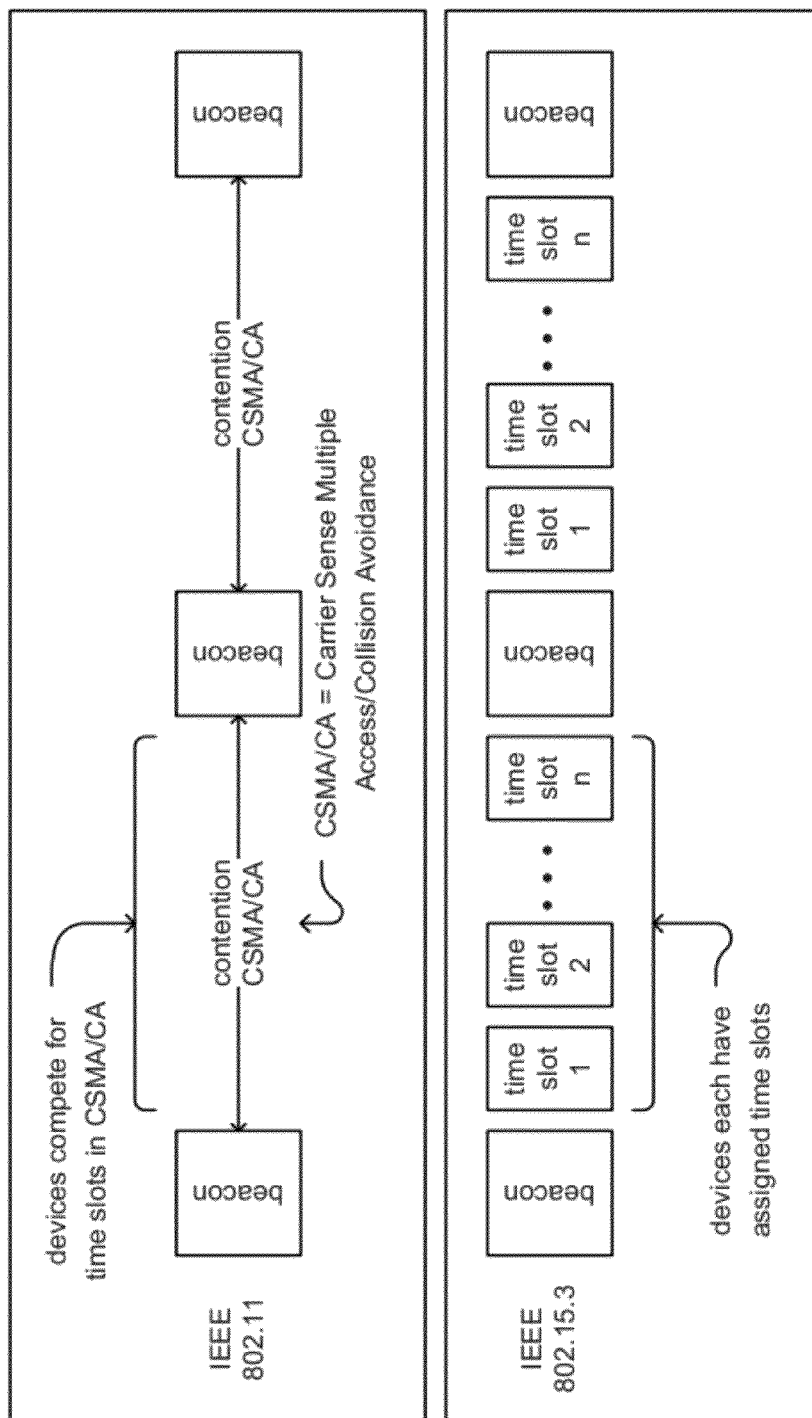 devices compete for
time slots in CSMA/CA
IEEE
802.11
beacon
contention
CSMA/CA
beacon
contention
CSMA/CA
beacon
CSMA/CA = Carrier Sense Multiple
Access/Collision Avoidance
IEEE
802.15.3
beacon
time
slot
1
time
slot
2
time
slot
n
beacon
time
slot
1
time
slot
2
time
slot
n
beacon
devices each have
assigned time slots